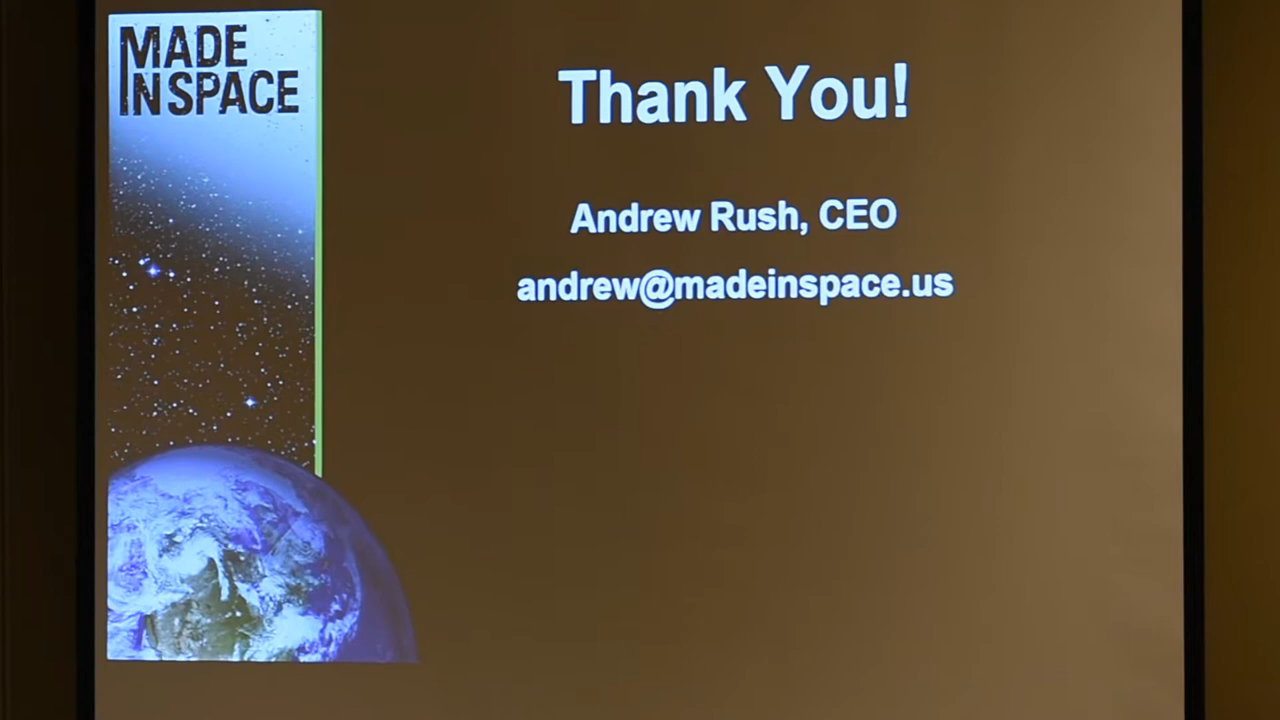 MADE
IN SPACE
Thank You!
Andrew Rush, CEO
andrew@madeinspace.us